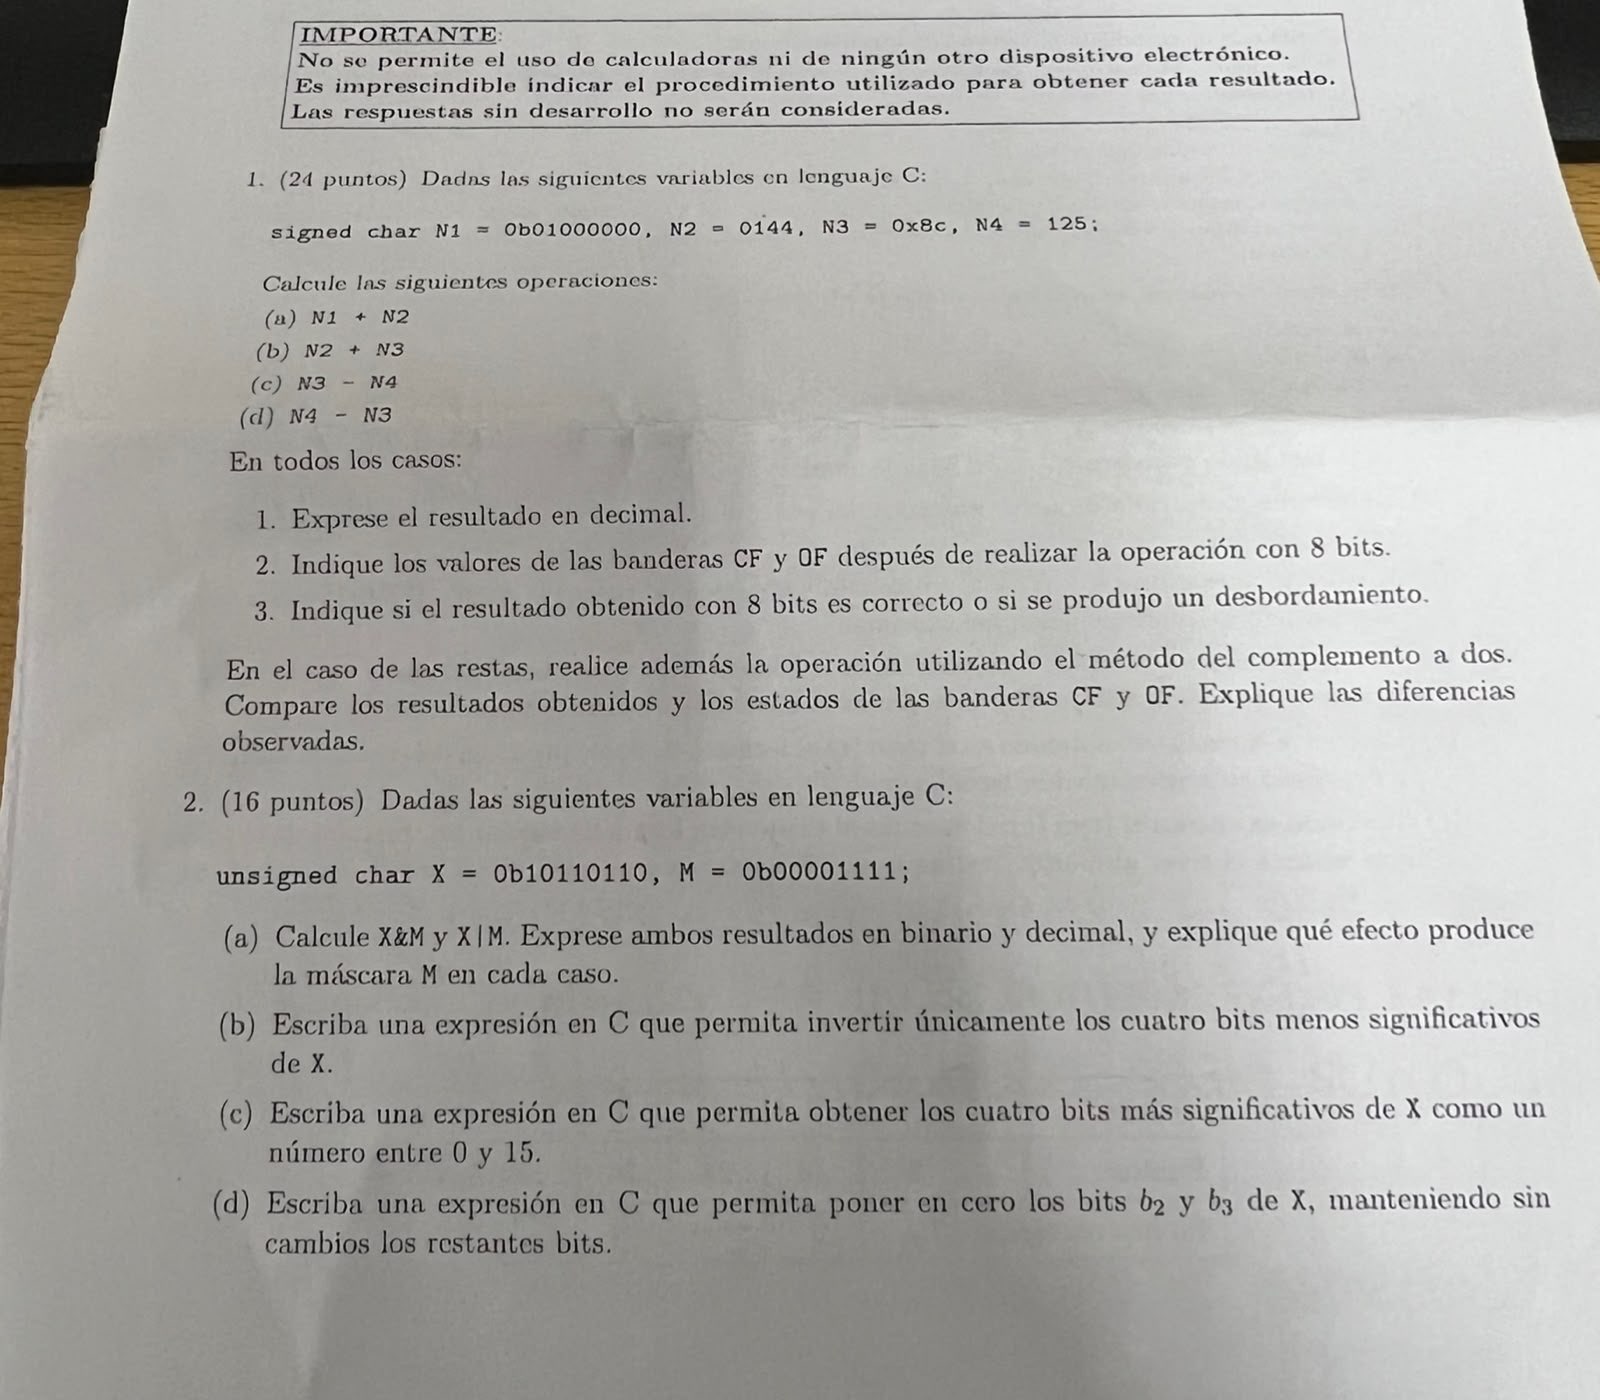 IMPORTANTE:
No se permite el uso de calculadoras ni de ningún otro dispositivo electrónico.
Es imprescindible indicar el procedimiento utilizado para obtener cada resultado.
Las respuestas sin desarrollo no serán consideradas.
1. (24 puntos) Dadas las siguientes variables en lenguaje C:
signed char N1 = 0b01000000, N2 = 0144, N3 = 0x8c, N4 = 125;
Calcule las siguientes operaciones:
(a) N1 + N2
(b) N2 + N3
(c) N3 - N4
(d) N4 - N3
En todos los casos:
1. Exprese el resultado en decimal.
2. Indique los valores de las banderas CF y OF después de realizar la operación con 8 bits.
3. Indique si el resultado obtenido con 8 bits es correcto o si se produjo un desbordamiento.
En el caso de las restas, realice además la operación utilizando el método del complemento a dos.
Compare los resultados obtenidos y los estados de las banderas CF y OF. Explique las diferencias
observadas.
2. (16 puntos) Dadas las siguientes variables en lenguaje C:
unsigned char X = 0b10110110, M = 0b00001111;
(a) Calcule X&M y X|M. Exprese ambos resultados en binario y decimal, y explique qué efecto produce
la máscara M en cada caso.
(b) Escriba una expresión en C que permita invertir únicamente los cuatro bits menos significativos
de X.
(c) Escriba una expresión en C que permita obtener los cuatro bits más significativos de X como un
número entre 0 y 15.
(d) Escriba una expresión en C que permita poner en cero los bits b₂ y b₃ de X, manteniendo sin
cambios los restantes bits.